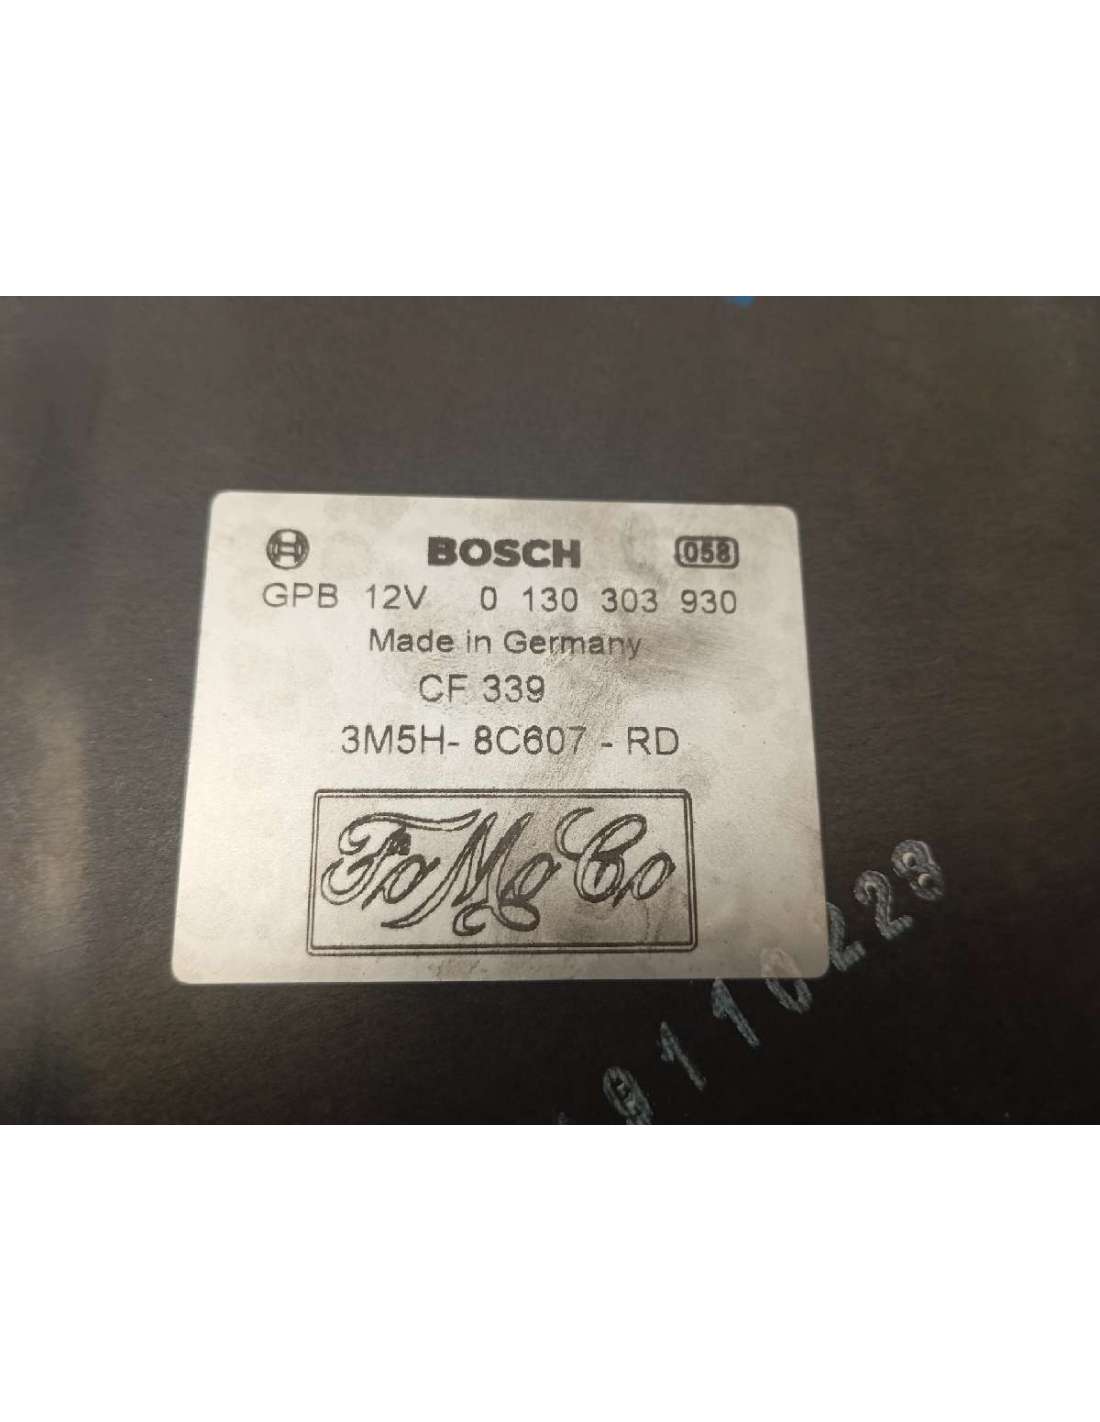 BOSCH 058
GPB 12V 0 130 303 930
Made in Germany
CF 339
3M5H- 8C607 - RD
FoMoCo